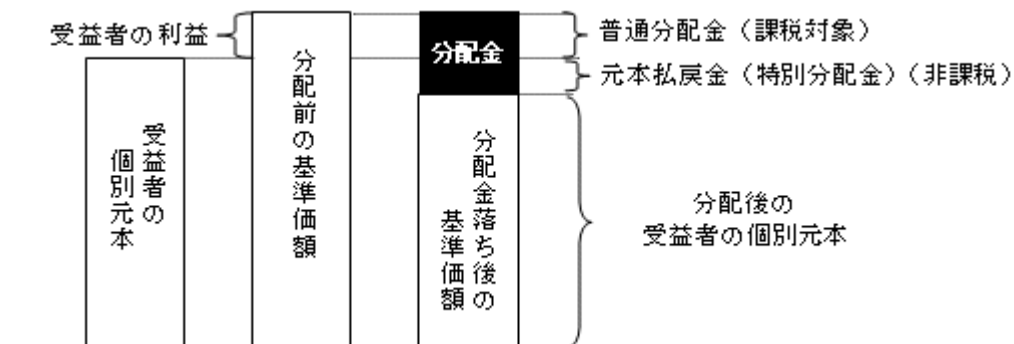 受益者の利益
受益者の
個別元本
分配前の基準価額
分配金
分配金落ち後の
基準価額
普通分配金（課税対象）
元本払戻金（特別分配金）（非課税）
分配後の
受益者の個別元本